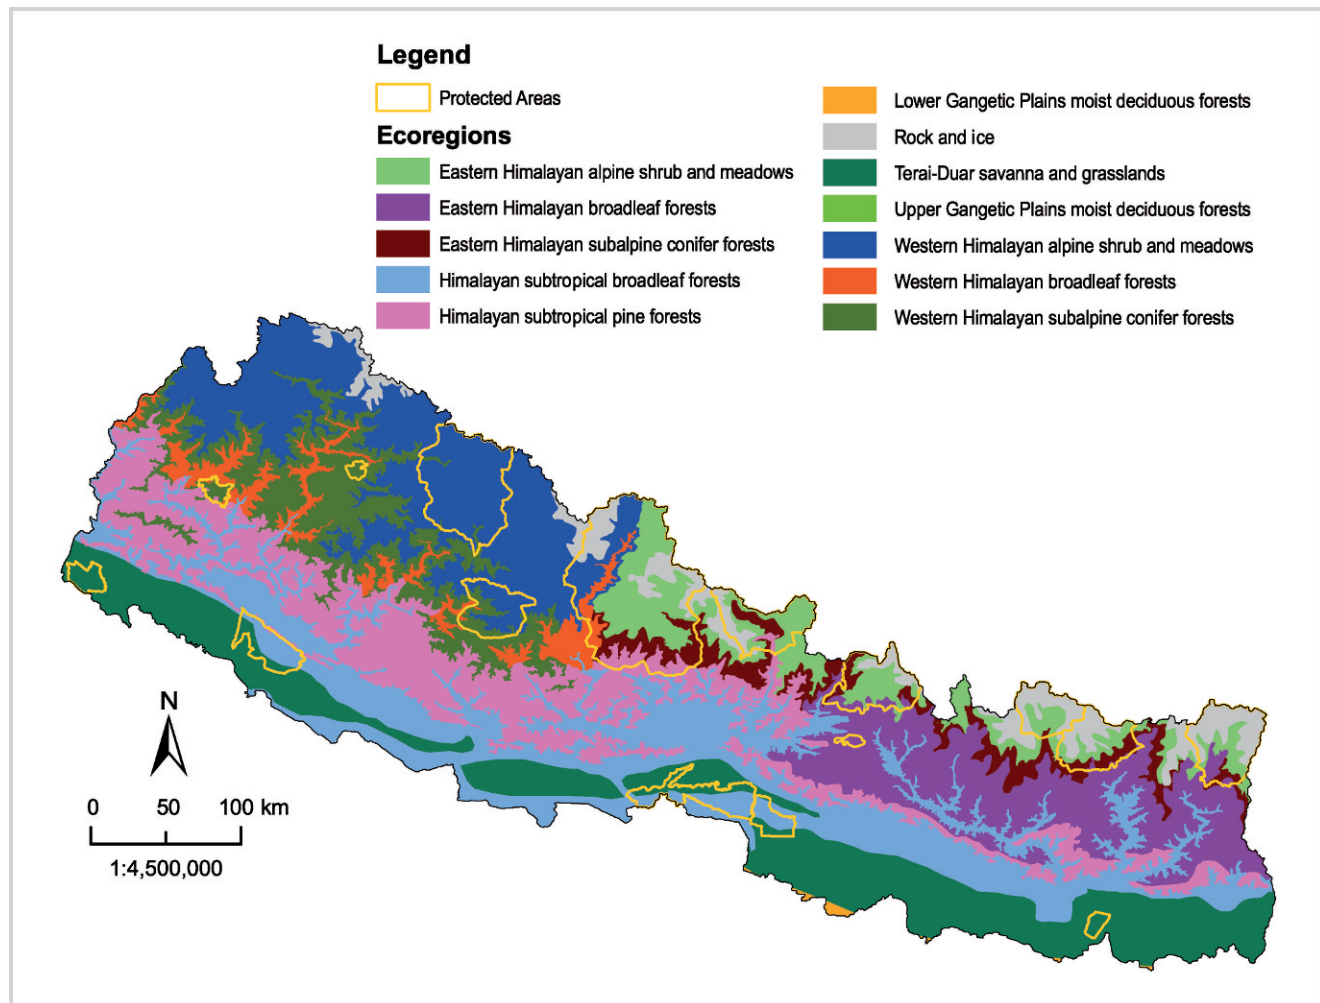 Legend
Protected Areas
Ecoregions
Eastern Himalayan alpine shrub and meadows
Eastern Himalayan broadleaf forests
Eastern Himalayan subalpine conifer forests
Himalayan subtropical broadleaf forests
Himalayan subtropical pine forests
Lower Gangetic Plains moist deciduous forests
Rock and ice
Terai-Duar savanna and grasslands
Upper Gangetic Plains moist deciduous forests
Western Himalayan alpine shrub and meadows
Western Himalayan broadleaf forests
Western Himalayan subalpine conifer forests
N
0 50 100 km
1:4,500,000